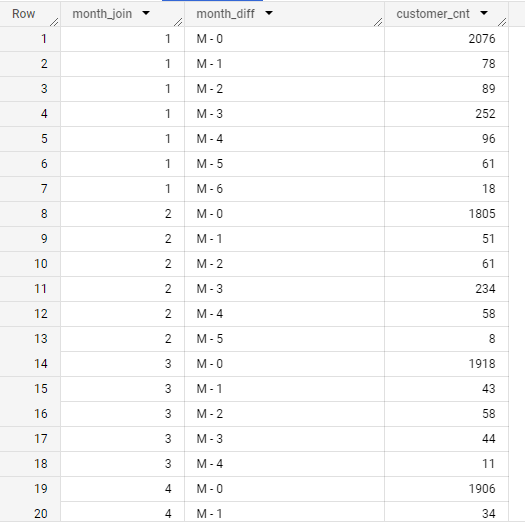 Row month_join month_diff customer_cnt
1 1 M - 0 2076
2 1 M - 1 78
3 1 M - 2 89
4 1 M - 3 252
5 1 M - 4 96
6 1 M - 5 61
7 1 M - 6 18
8 2 M - 0 1805
9 2 M - 1 51
10 2 M - 2 61
11 2 M - 3 234
12 2 M - 4 58
13 2 M - 5 8
14 3 M - 0 1918
15 3 M - 1 43
16 3 M - 2 58
17 3 M - 3 44
18 3 M - 4 11
19 4 M - 0 1906
20 4 M - 1 34